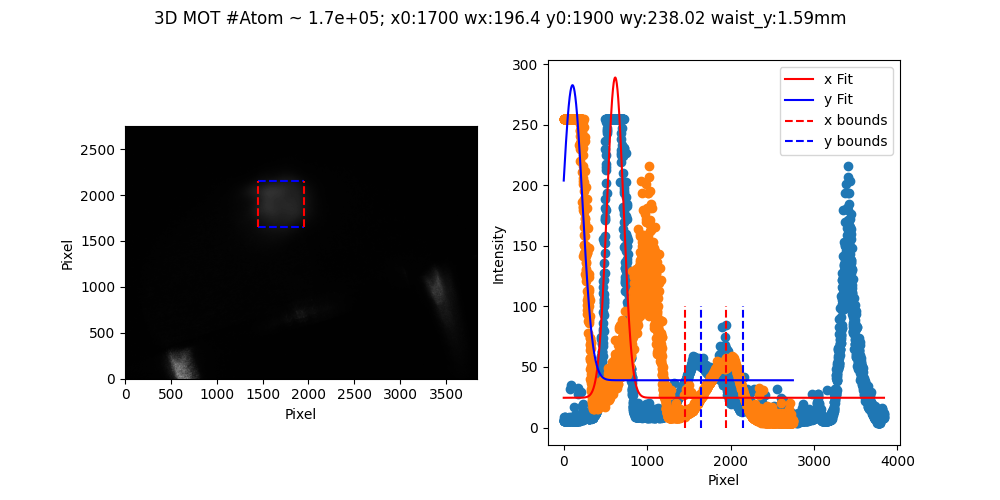 3D MOT #Atom ~ 1.7e+05; x0:1700 wx:196.4 y0:1900 wy:238.02 waist_y:1.59mm
2500
2000
1500
1000
500
0
Pixel
0 500 1000 1500 2000 2500 3000 3500
Pixel
300
250
200
150
100
50
0
Intensity
x Fit
y Fit
x bounds
y bounds
0 1000 2000 3000 4000
Pixel